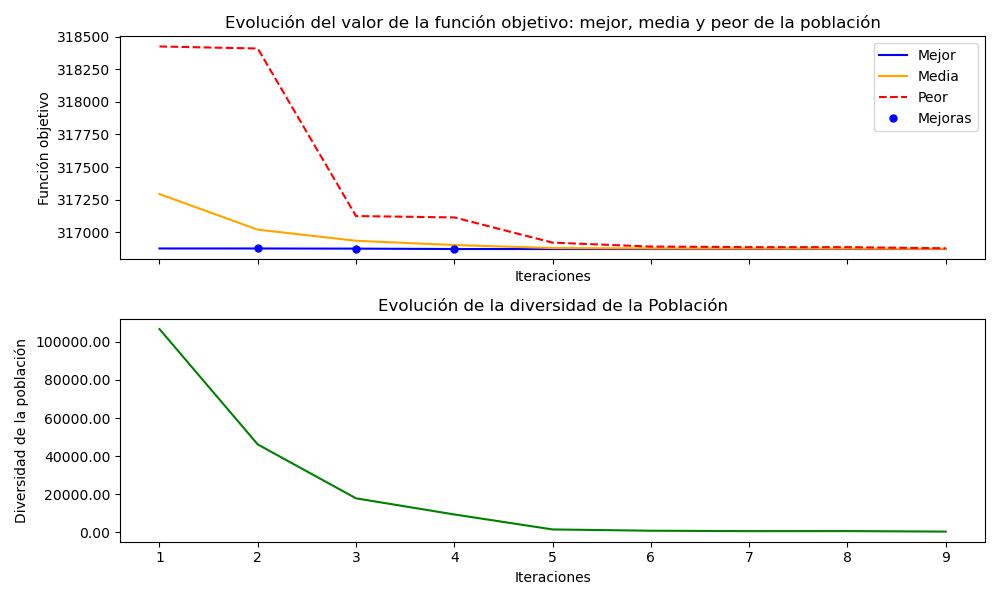 Evolución del valor de la función objetivo: mejor, media y peor de la población
Función objetivo
318500
318250
318000
317750
317500
317250
317000
Mejor
Media
Peor
Mejoras
Iteraciones
Evolución de la diversidad de la Población
Diversidad de la población
100000.00
80000.00
60000.00
40000.00
20000.00
0.00
1 2 3 4 5 6 7 8 9
Iteraciones